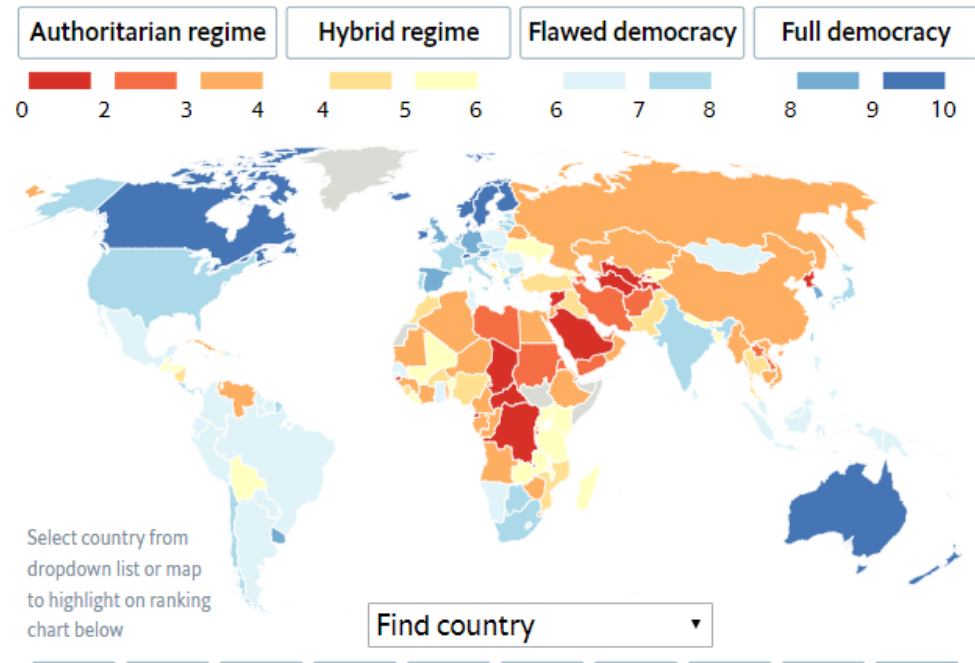 Authoritarian regime Hybrid regime Flawed democracy Full democracy
0 2 3 4 4 5 6 6 7 8 8 9 10
Select country from
dropdown list or map
to highlight on ranking
chart below
Find country